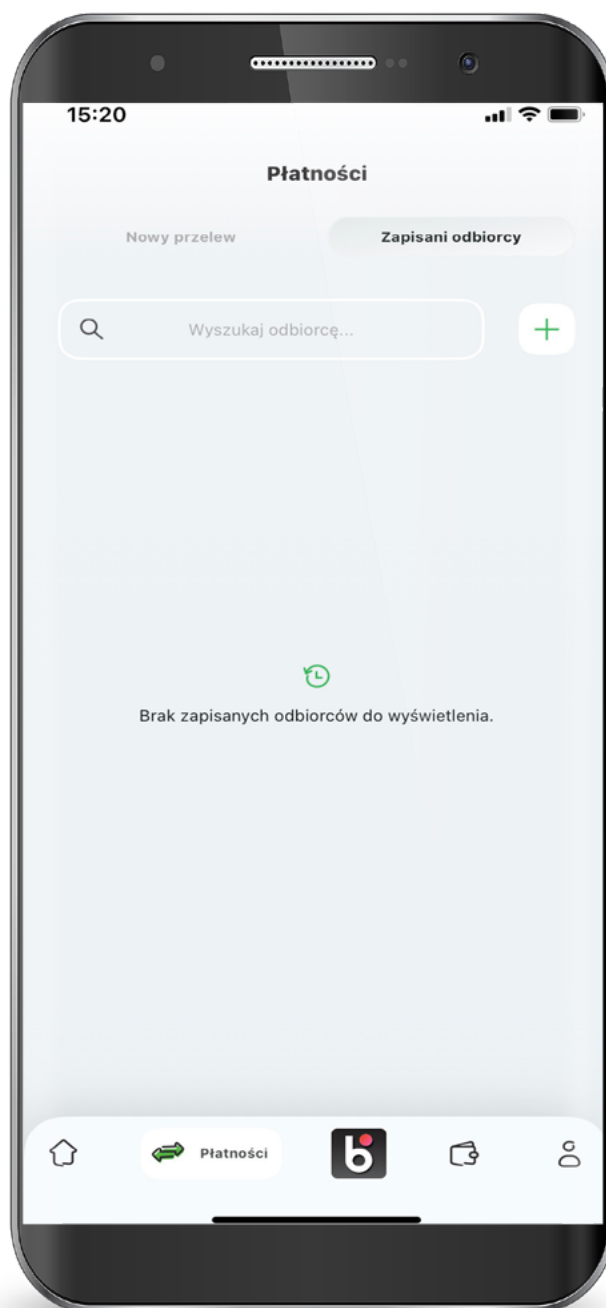 15:20
Płatności
Nowy przelew
Zapisani odbiorcy
Wyszukaj odbiorcę...
Brak zapisanych odbiorców do wyświetlenia.
Płatności
b